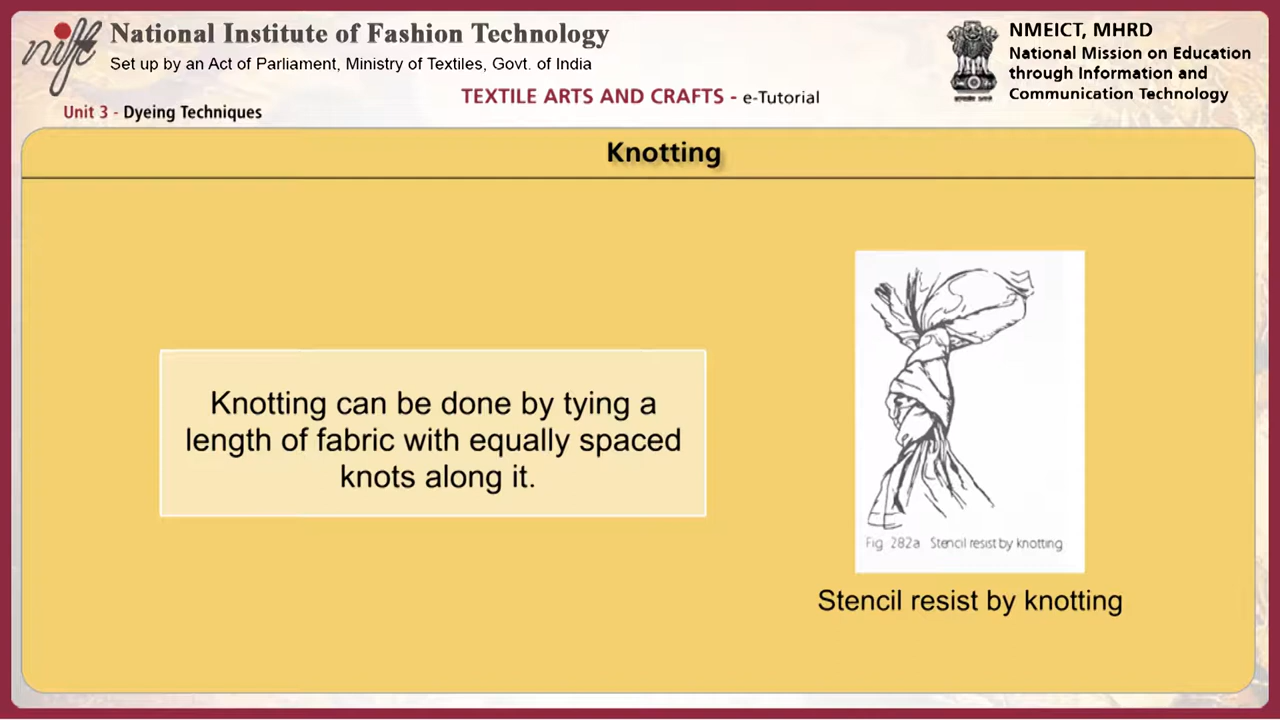 nift
National Institute of Fashion Technology
Set up by an Act of Parliament, Ministry of Textiles, Govt. of India
NMEICT, MHRD
National Mission on Education
through Information and
Communication Technology
TEXTILE ARTS AND CRAFTS - e-Tutorial
Unit 3 - Dyeing Techniques
Knotting
Knotting can be done by tying a
length of fabric with equally spaced
knots along it.
Fig 282a Stencil resist by knotting
Stencil resist by knotting